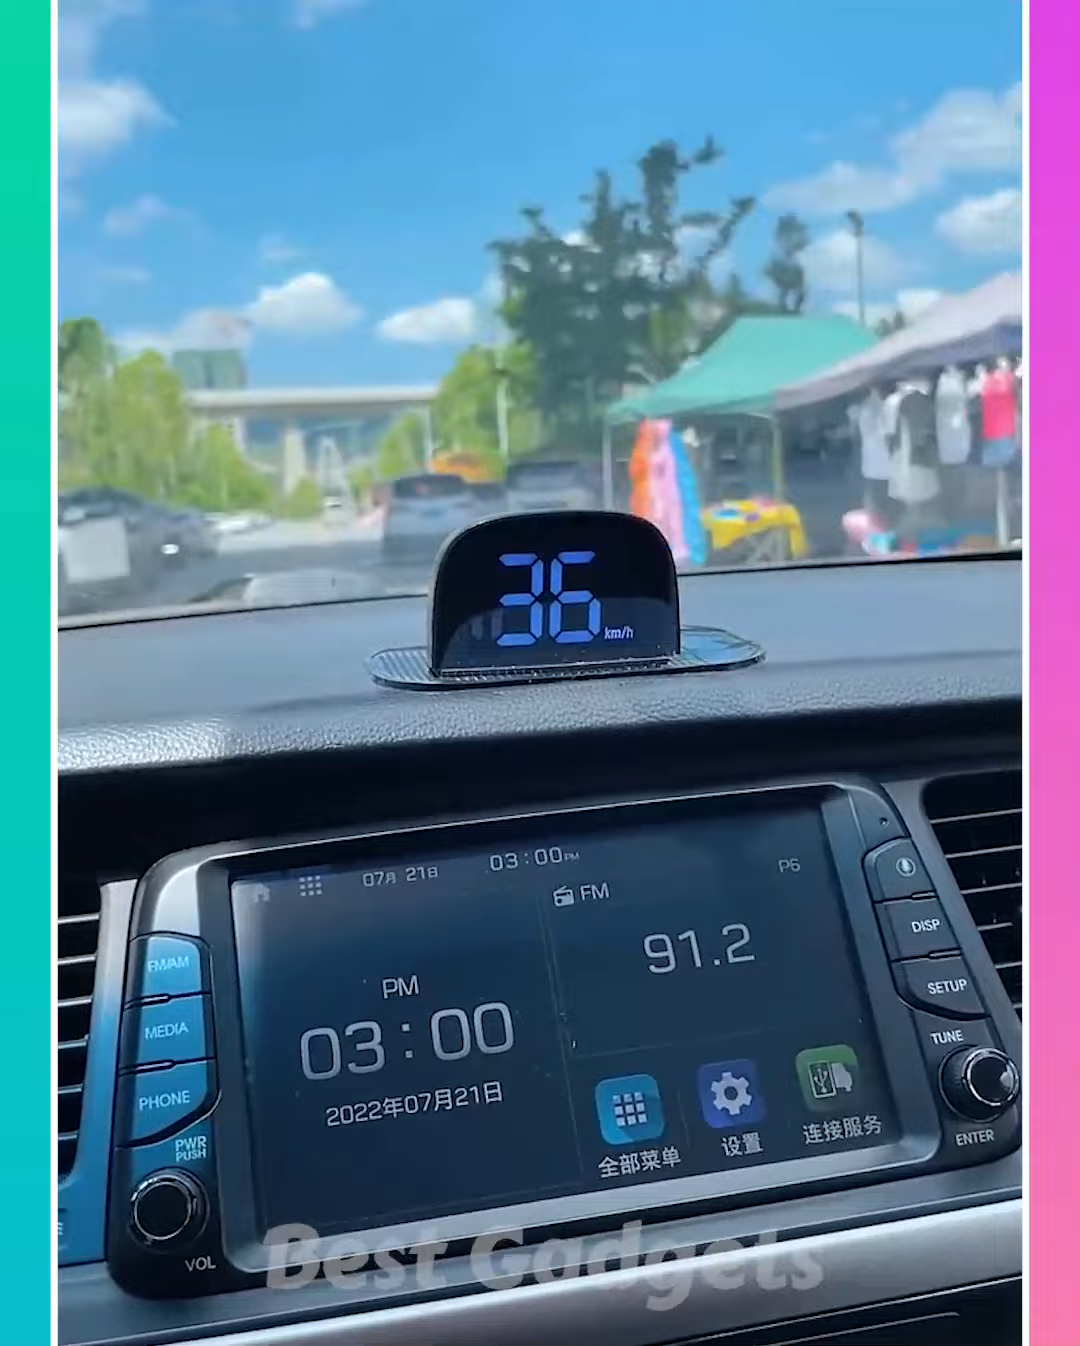 36
km/h
07月 21日
03:00PM
P6
FM
91.2
PM
03:00
2022年07月21日
全部菜单
设置
连接服务
FM/AM
MEDIA
PHONE
PWR
PUSH
VOL
DISP
SETUP
TUNE
ENTER
Best Gadgets